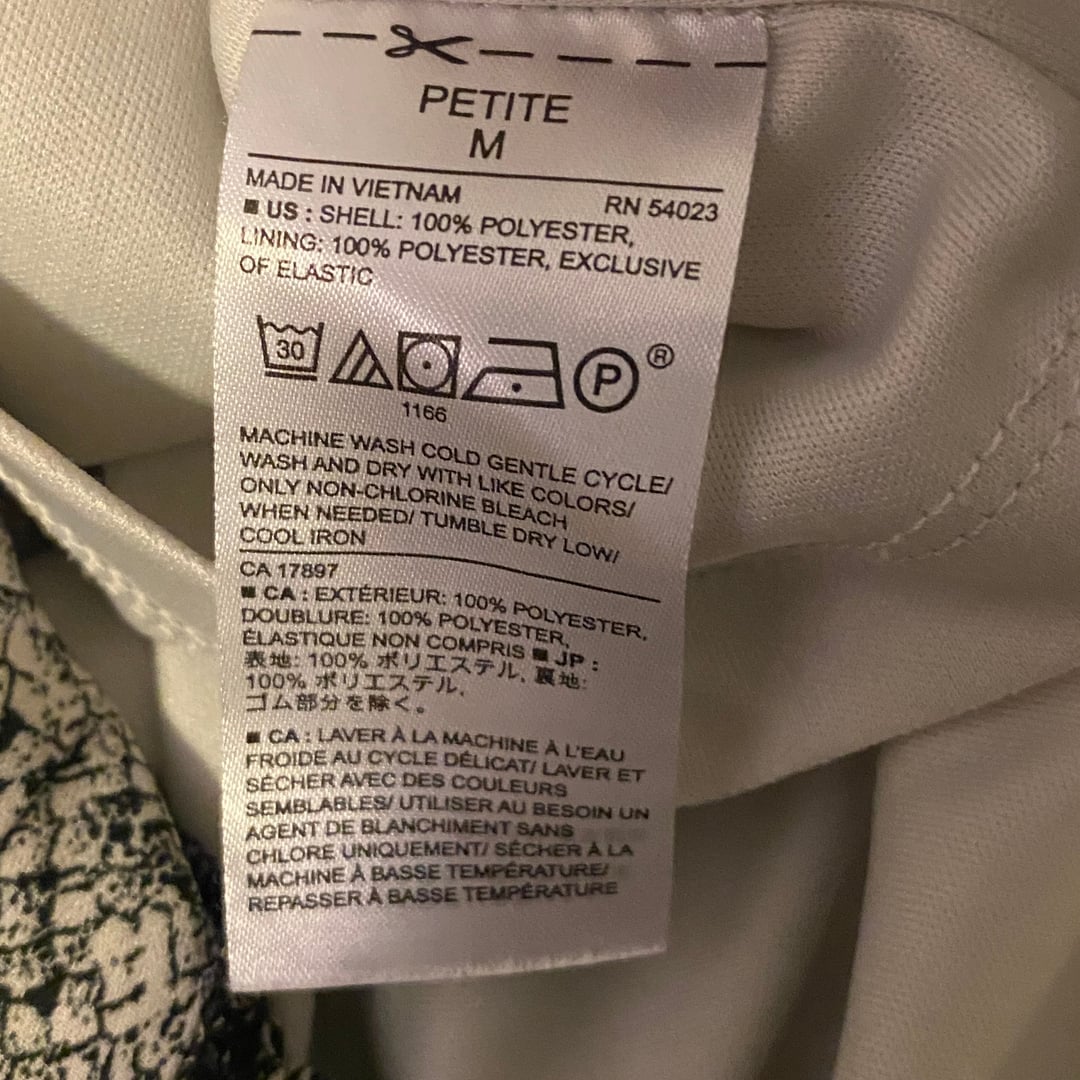 PETITE
M
MADE IN VIETNAM RN 54023
■ US : SHELL: 100% POLYESTER,
LINING: 100% POLYESTER, EXCLUSIVE
OF ELASTIC
30 P ®
1166
MACHINE WASH COLD GENTLE CYCLE/
WASH AND DRY WITH LIKE COLORS/
ONLY NON-CHLORINE BLEACH
WHEN NEEDED/ TUMBLE DRY LOW/
COOL IRON
CA 17897
■ CA : EXTÉRIEUR: 100% POLYESTER,
DOUBLURE: 100% POLYESTER,
ÉLASTIQUE NON COMPRIS ■ JP :
表地: 100% ポリエステル, 裏地:
100% ポリエステル,
ゴム部分を除く。
■ CA : LAVER À LA MACHINE À L'EAU
FROIDE AU CYCLE DÉLICAT/ LAVER ET
SÉCHER AVEC DES COULEURS
SEMBLABLES/ UTILISER AU BESOIN UN
AGENT DE BLANCHIMENT SANS
CHLORE UNIQUEMENT/ SÉCHER À LA
MACHINE À BASSE TEMPÉRATURE/
REPASSER À BASSE TEMPÉRATURE